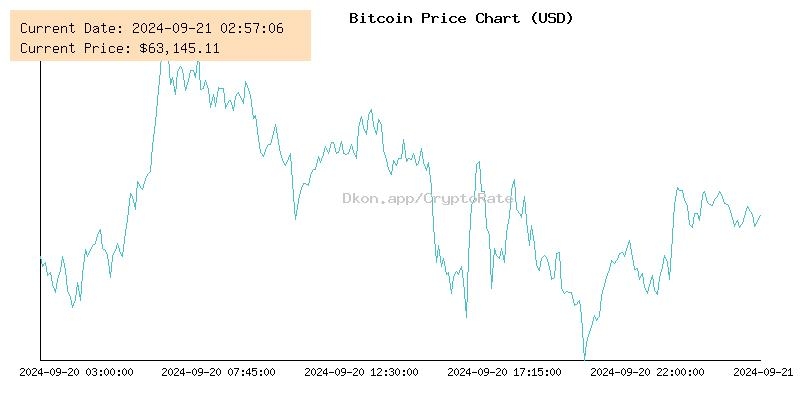 Bitcoin Price Chart (USD)
Current Date: 2024-09-21 02:57:06
Current Price: $63,145.11
Dkon.app/CryptoRate
2024-09-20 03:00:00 2024-09-20 07:45:00 2024-09-20 12:30:00 2024-09-20 17:15:00 2024-09-20 22:00:00 2024-09-21